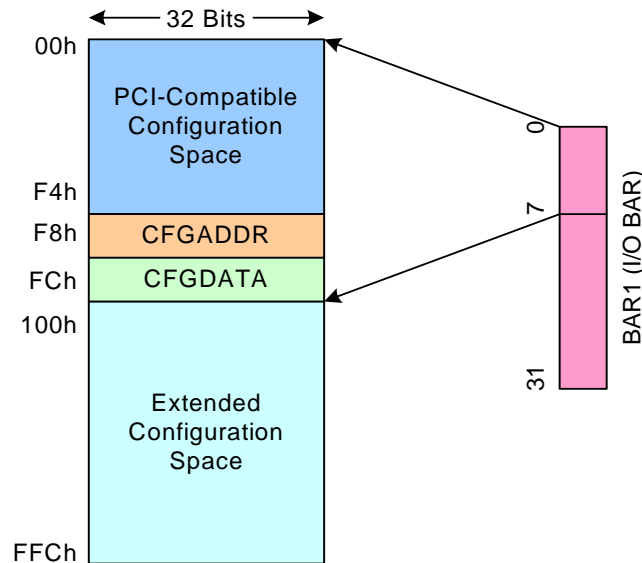 32 Bits
00h
PCI-Compatible
Configuration
Space
F4h
F8h
CFGADDR
FCh
CFGDATA
100h
Extended
Configuration
Space
FFCh
0
7
31
BAR1 (I/O BAR)